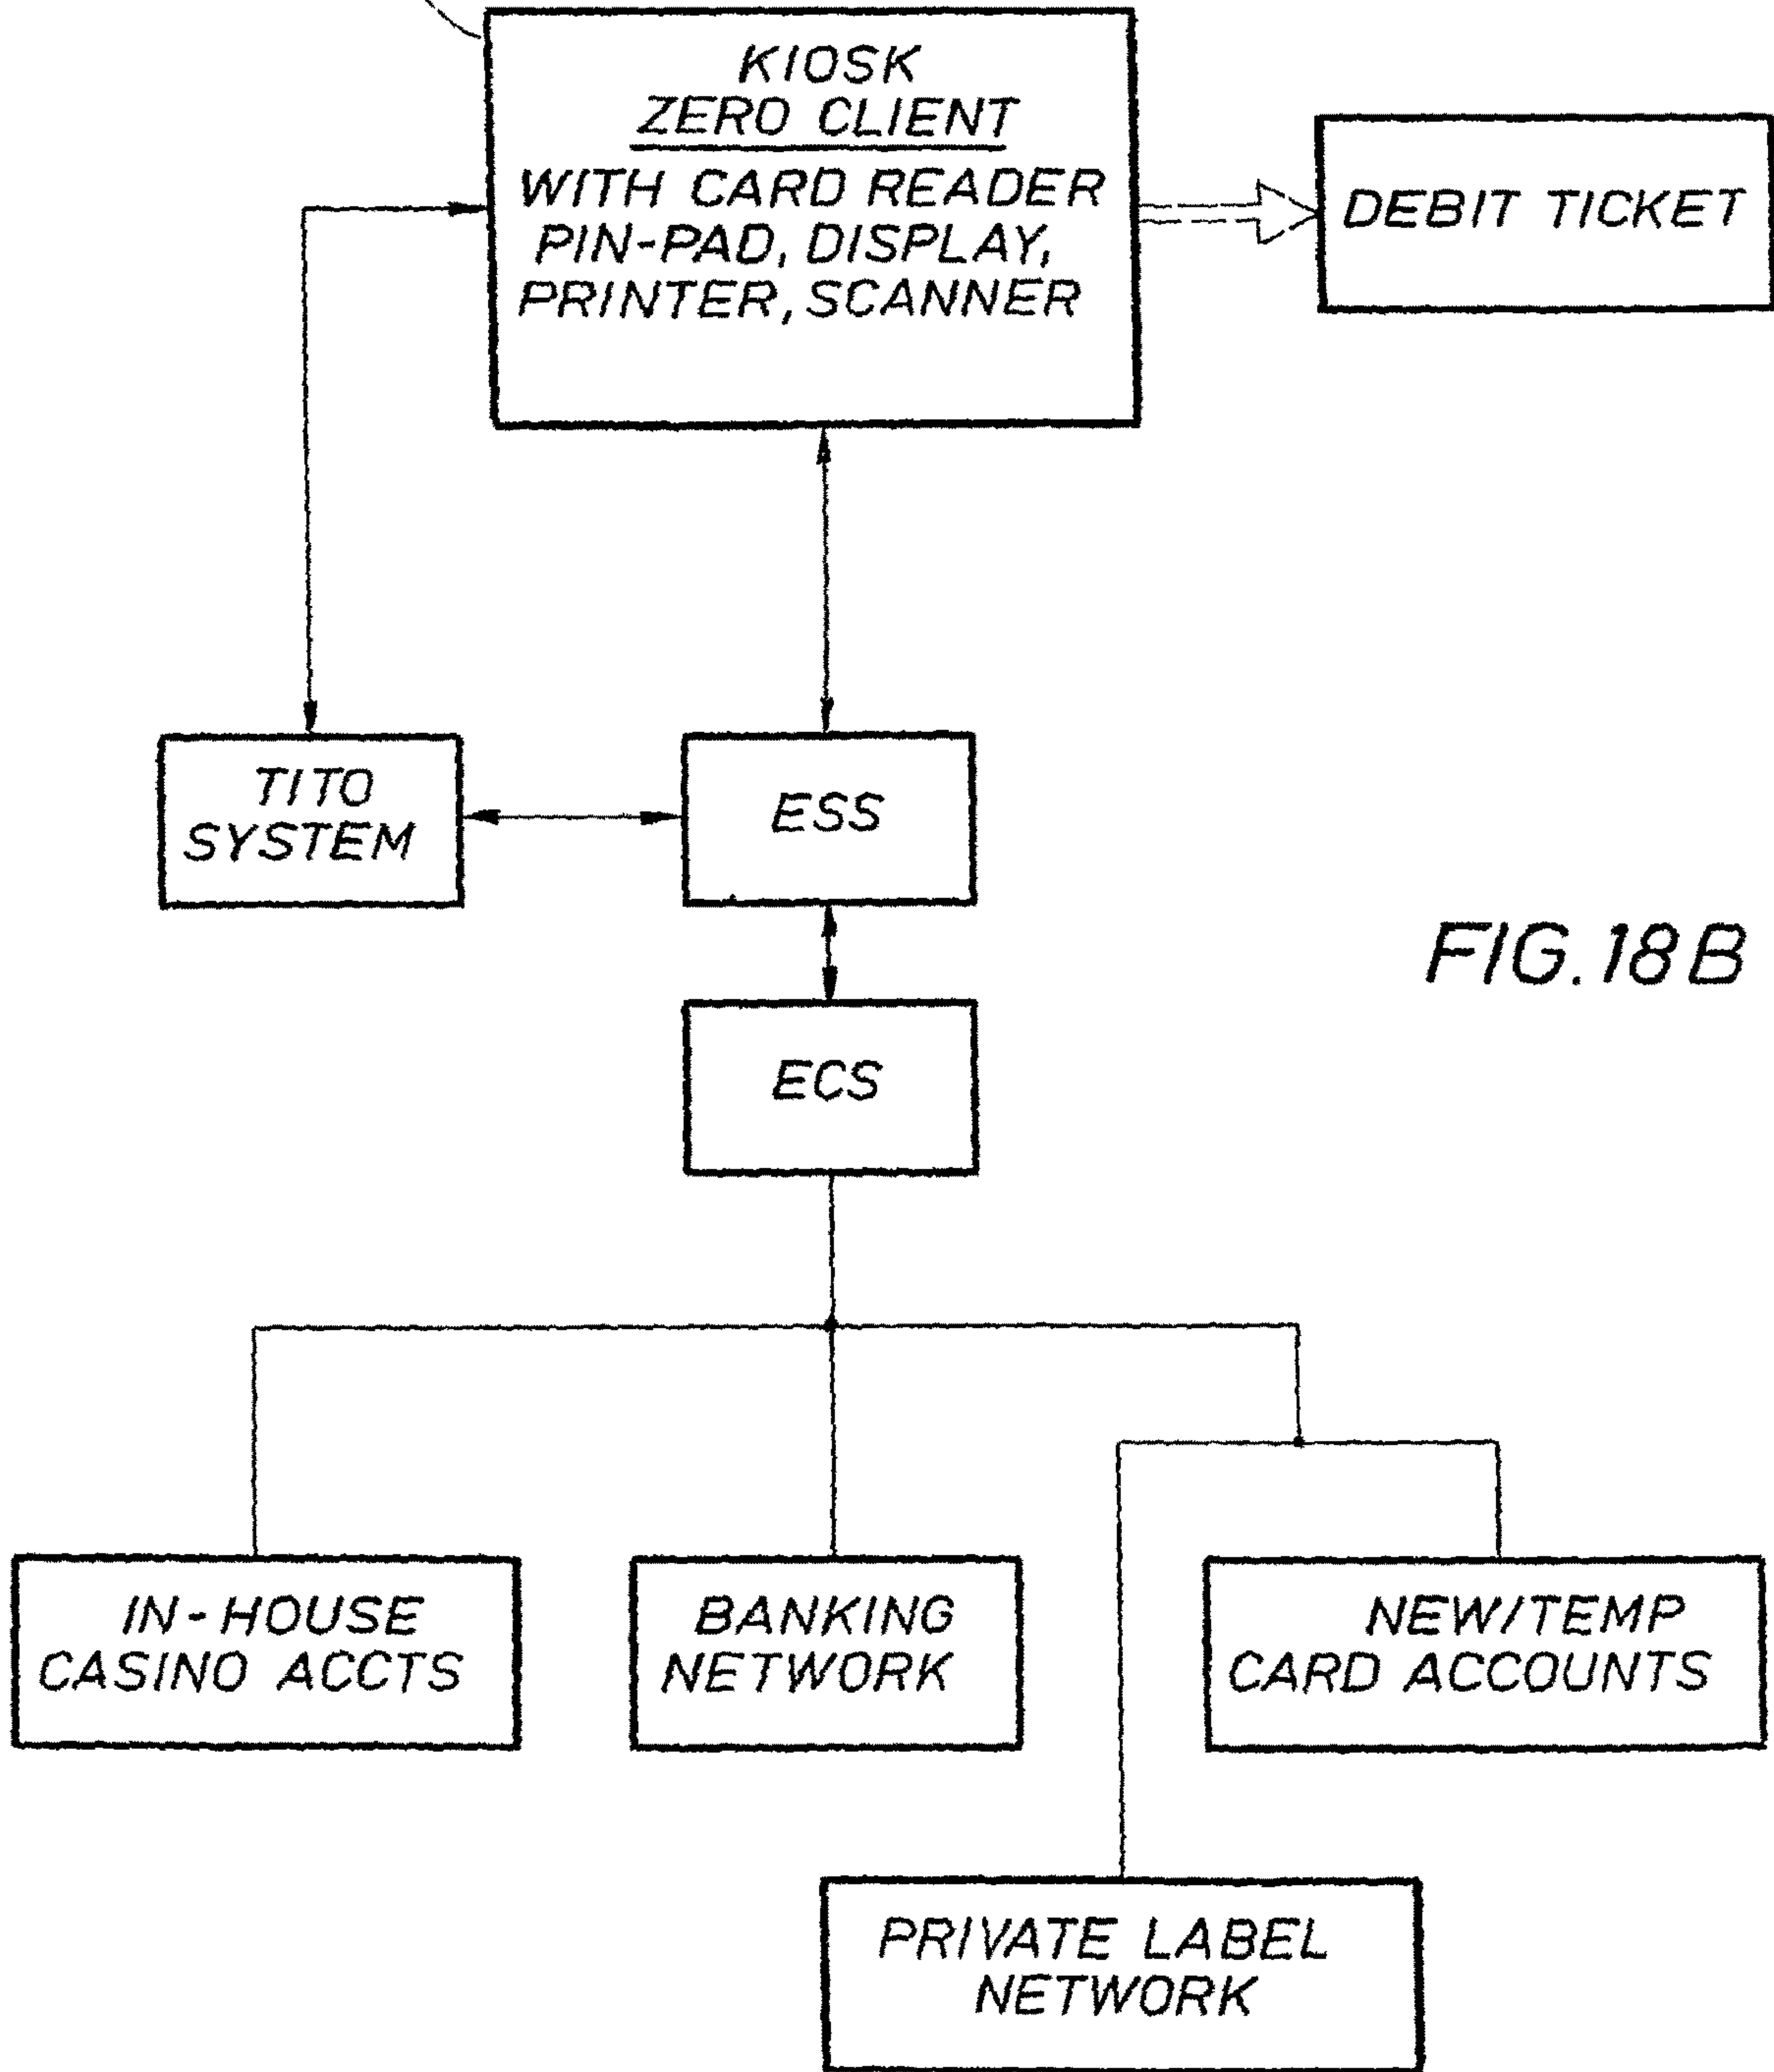 KIOSK
ZERO CLIENT
WITH CARD READER
PIN-PAD, DISPLAY,
PRINTER, SCANNER
DEBIT TICKET
TITO
SYSTEM
ESS
FIG. 18B
ECS
IN-HOUSE
CASINO ACCTS
BANKING
NETWORK
NEW/TEMP
CARD ACCOUNTS
PRIVATE LABEL
NETWORK